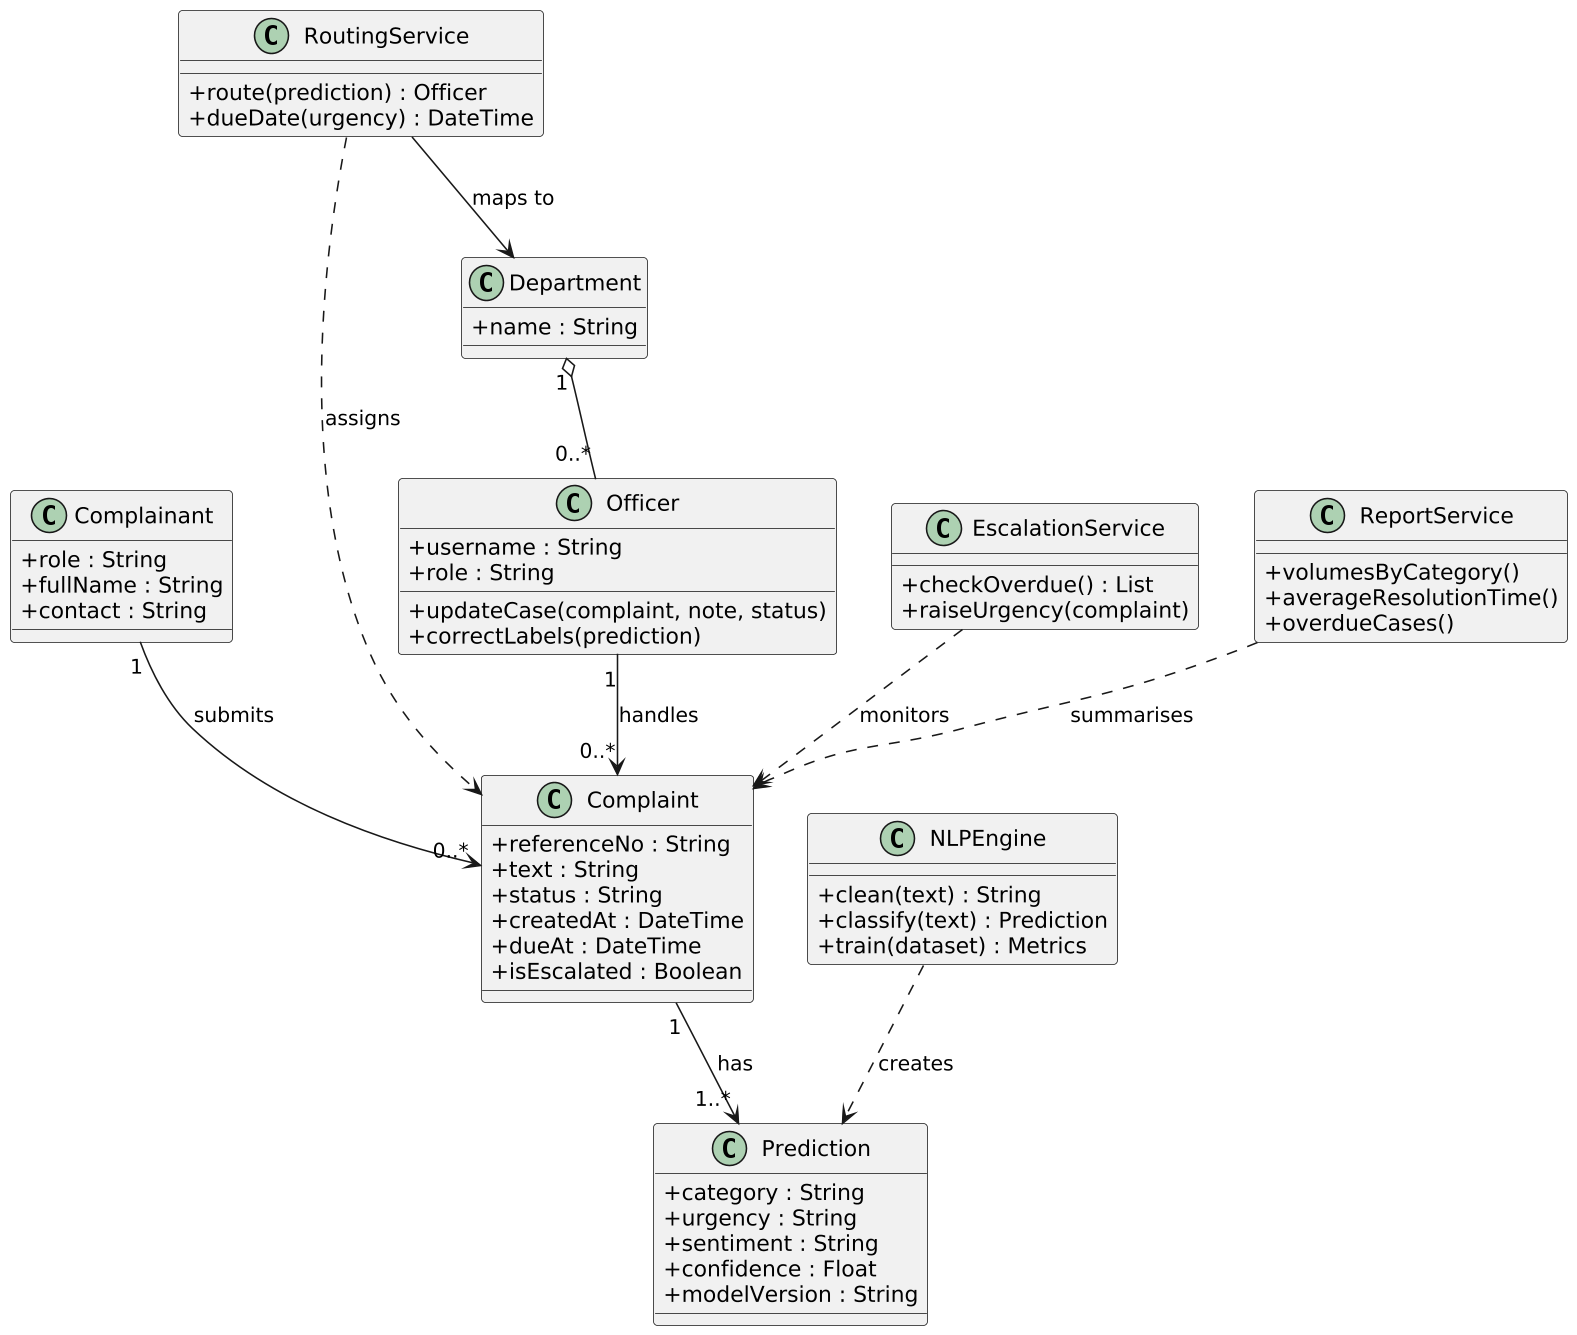 C RoutingService
+route(prediction) : Officer
+dueDate(urgency) : DateTime
maps to
C Department
+name : String
1
0..*
assigns
C Complainant
+role : String
+fullName : String
+contact : String
C Officer
+username : String
+role : String
+updateCase(complaint, note, status)
+correctLabels(prediction)
C EscalationService
+checkOverdue() : List
+raiseUrgency(complaint)
C ReportService
+volumesByCategory()
+averageResolutionTime()
+overdueCases()
1
submits
0..*
1
handles
0..*
monitors
summarises
C Complaint
+referenceNo : String
+text : String
+status : String
+createdAt : DateTime
+dueAt : DateTime
+isEscalated : Boolean
C NLPEngine
+clean(text) : String
+classify(text) : Prediction
+train(dataset) : Metrics
1
has
1..*
creates
C Prediction
+category : String
+urgency : String
+sentiment : String
+confidence : Float
+modelVersion : String